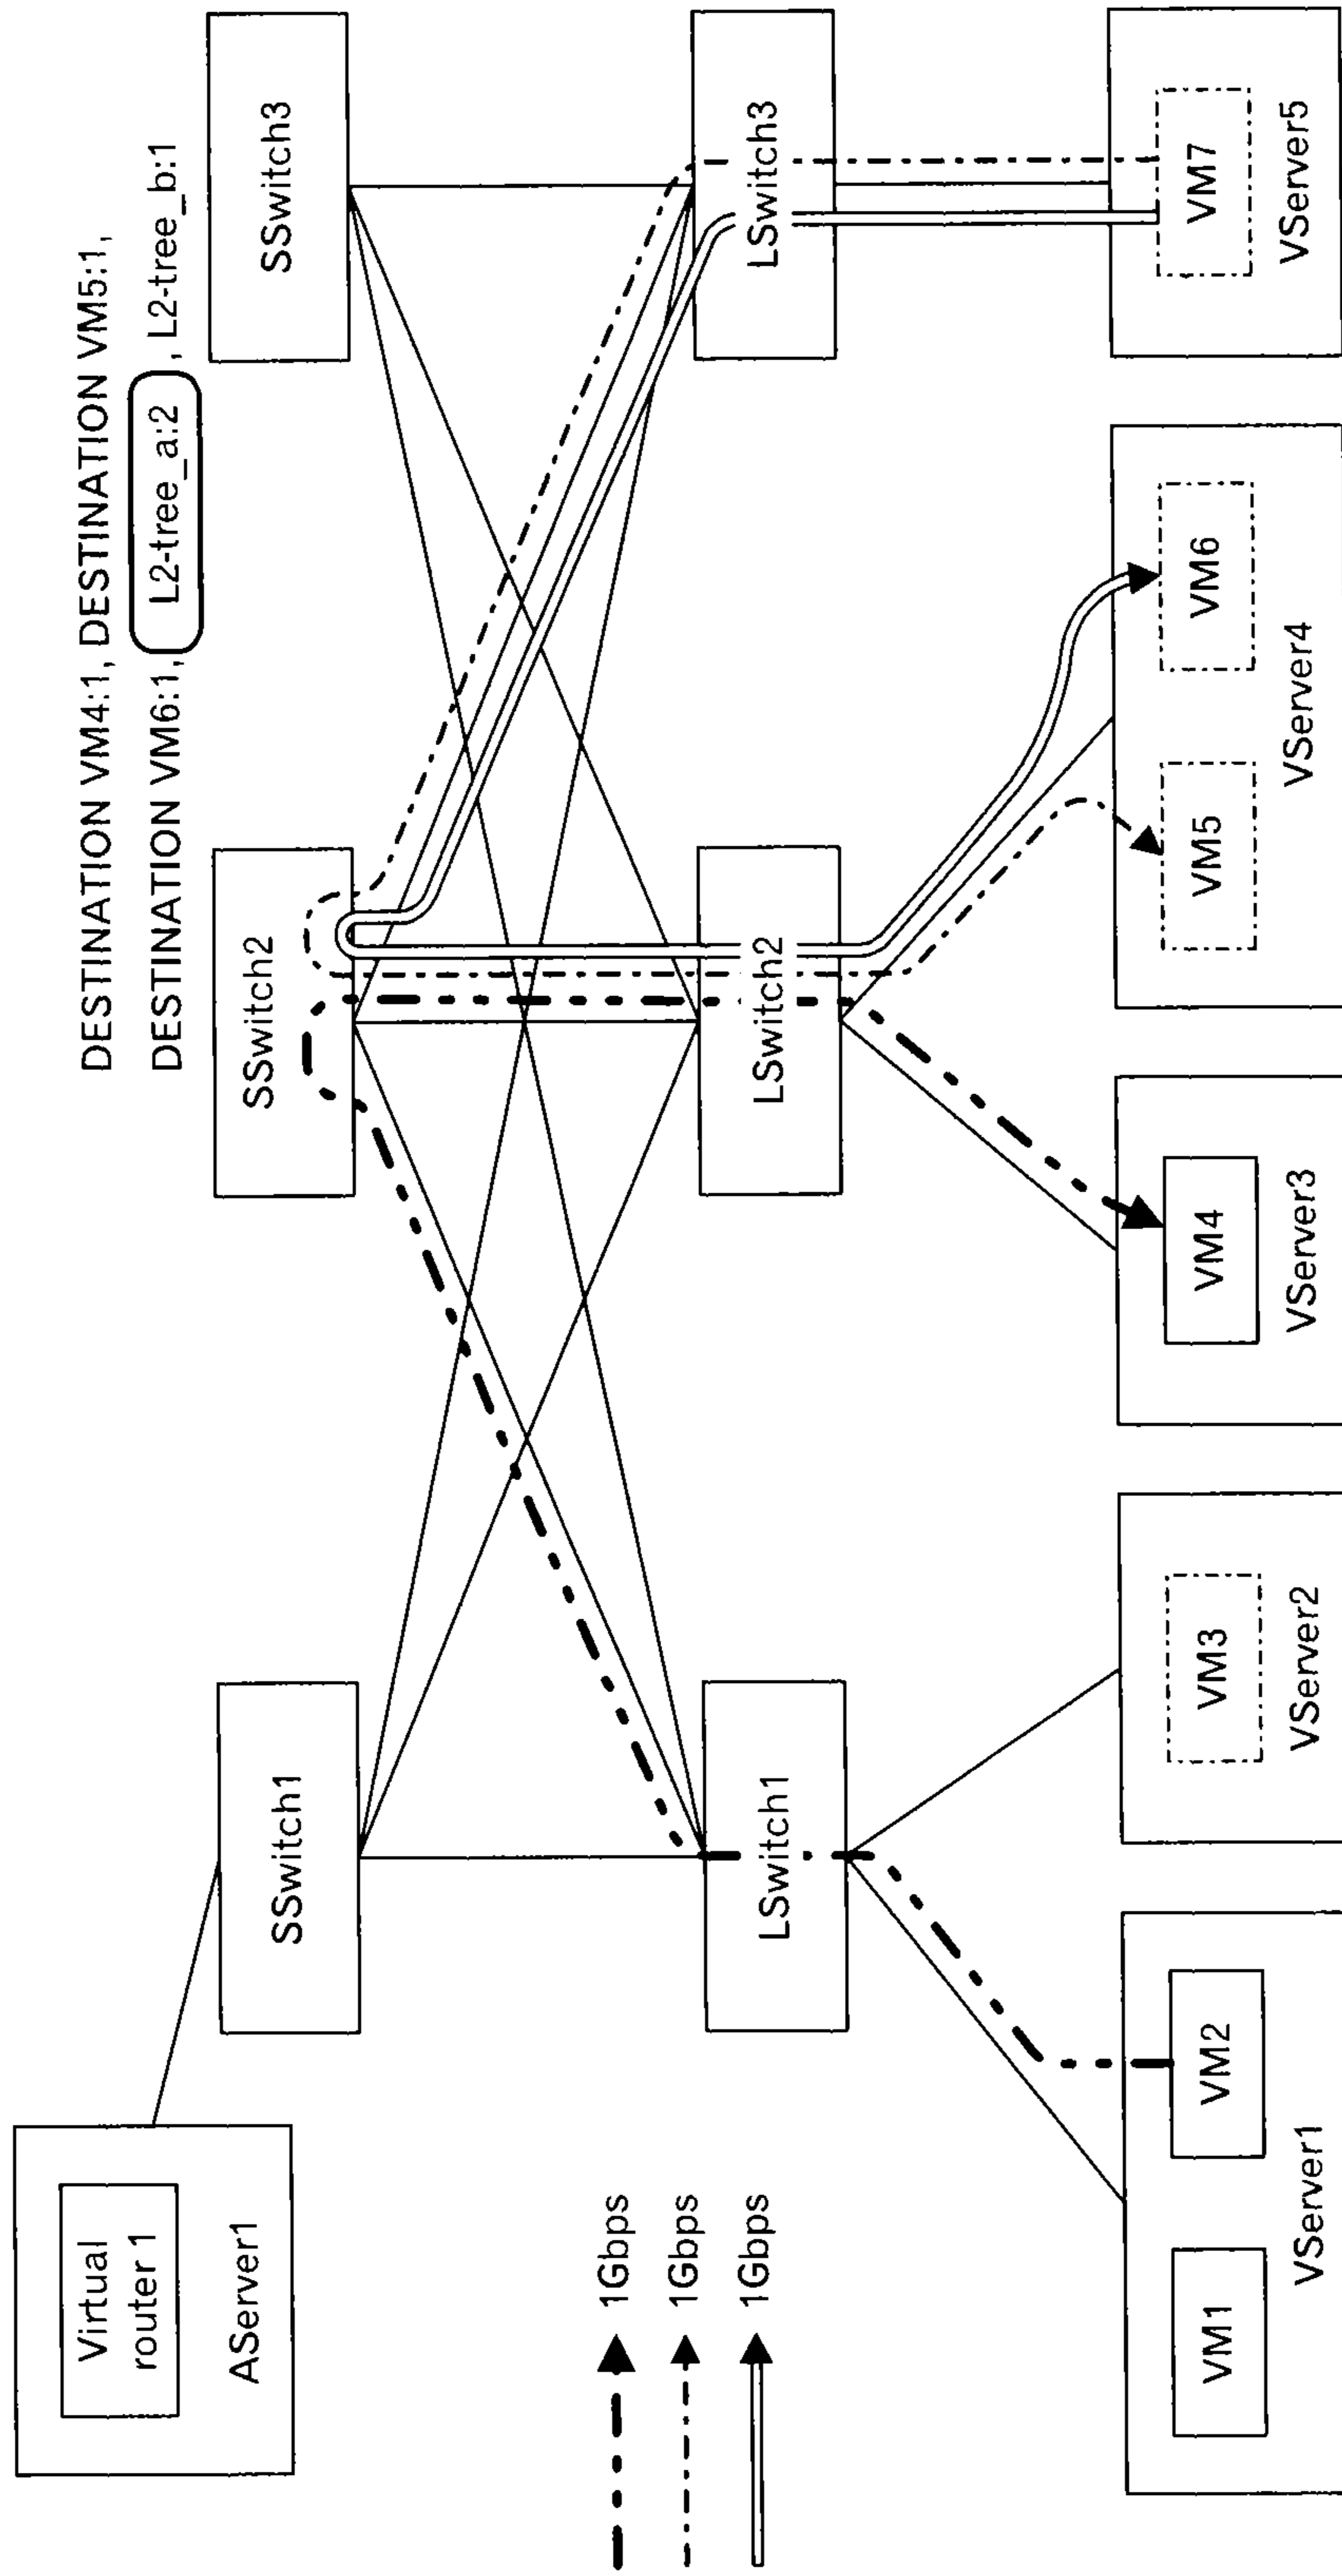 DESTINATION VM4:1, DESTINATION VM5:1,
DESTINATION VM6:1, L2-tree_a:2 , L2-tree_b:1
Virtual
router 1
AServer1
SSwitch1
SSwitch2
SSwitch3
1Gbps
1Gbps
1Gbps
LSwitch1
LSwitch2
LSwitch3
VM1
VM2
VServer1
VM3
VServer2
VM4
VServer3
VM5
VM6
VServer4
VM7
VServer5